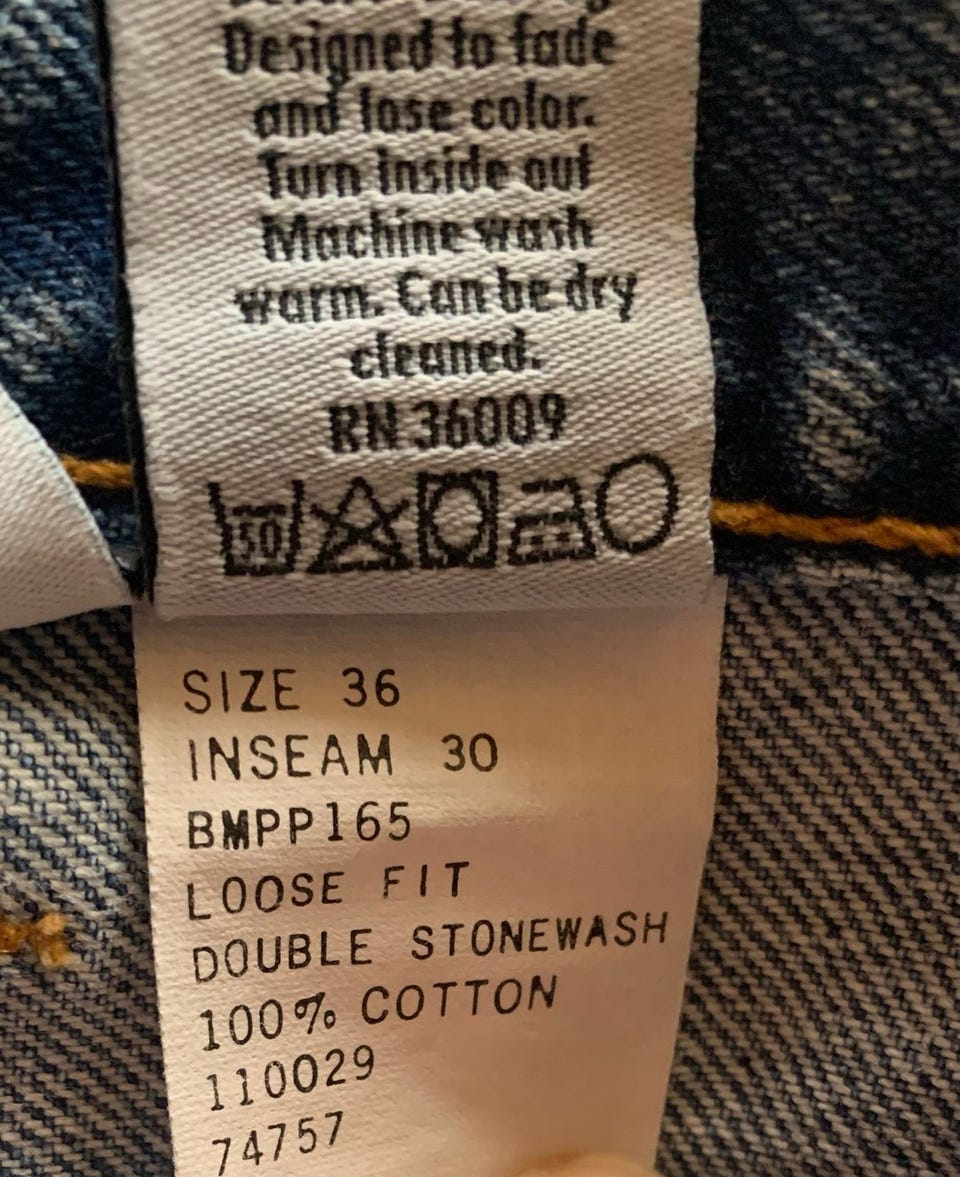 Designed to fade
and lose color.
Turn inside out
Machine wash
warm. Can be dry
cleaned.
RN 36009
50
SIZE 36
INSEAM 30
BMPP165
LOOSE FIT
DOUBLE STONEWASH
100% COTTON
110029
74757